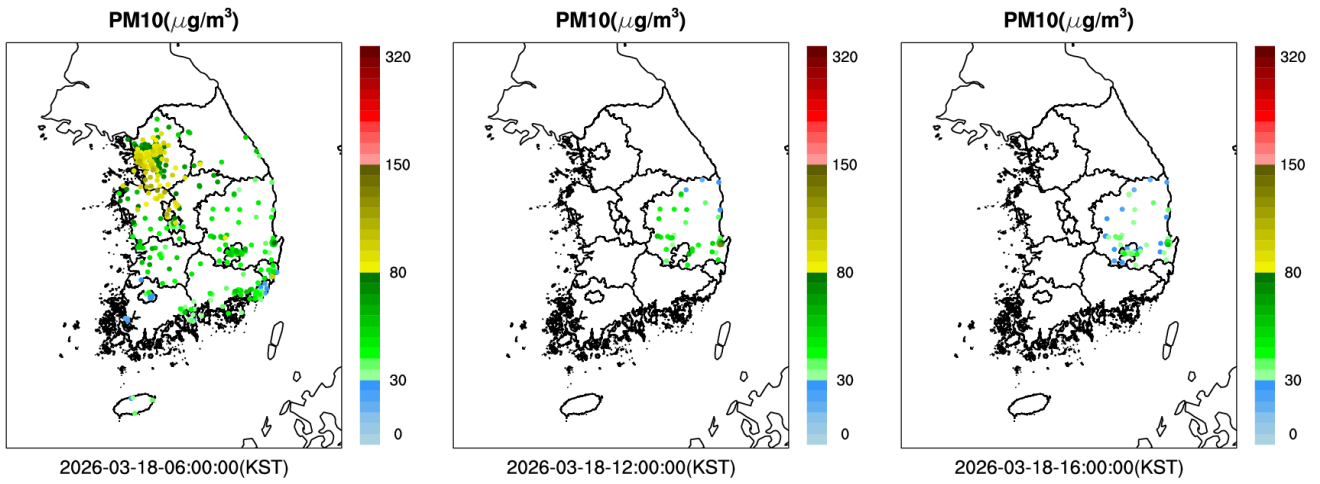 PM10(μg/m³) PM10(μg/m³) PM10(μg/m³)
320 320 320
150 150 150
80 80 80
30 30 30
0 0 0
2026-03-18-06:00:00(KST) 2026-03-18-12:00:00(KST) 2026-03-18-16:00:00(KST)